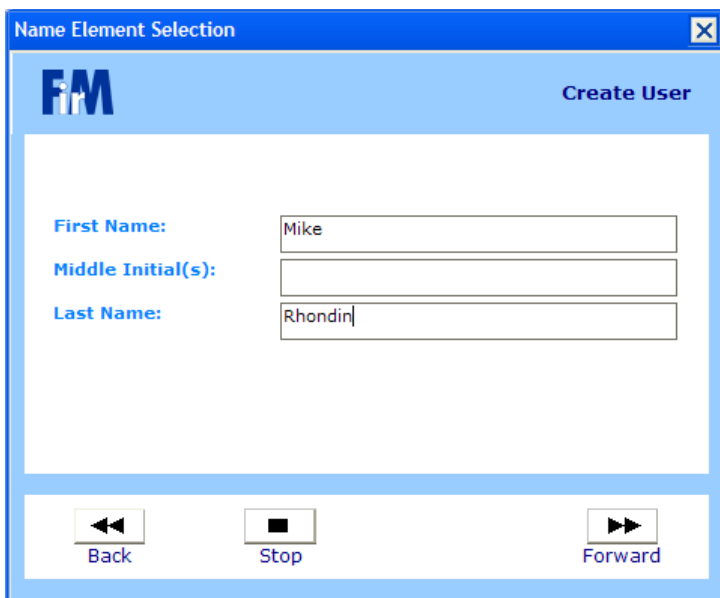 Name Element Selection
FirM
Create User
First Name:
Mike
Middle Initial(s):
Last Name:
Rhondin
Back
Stop
Forward